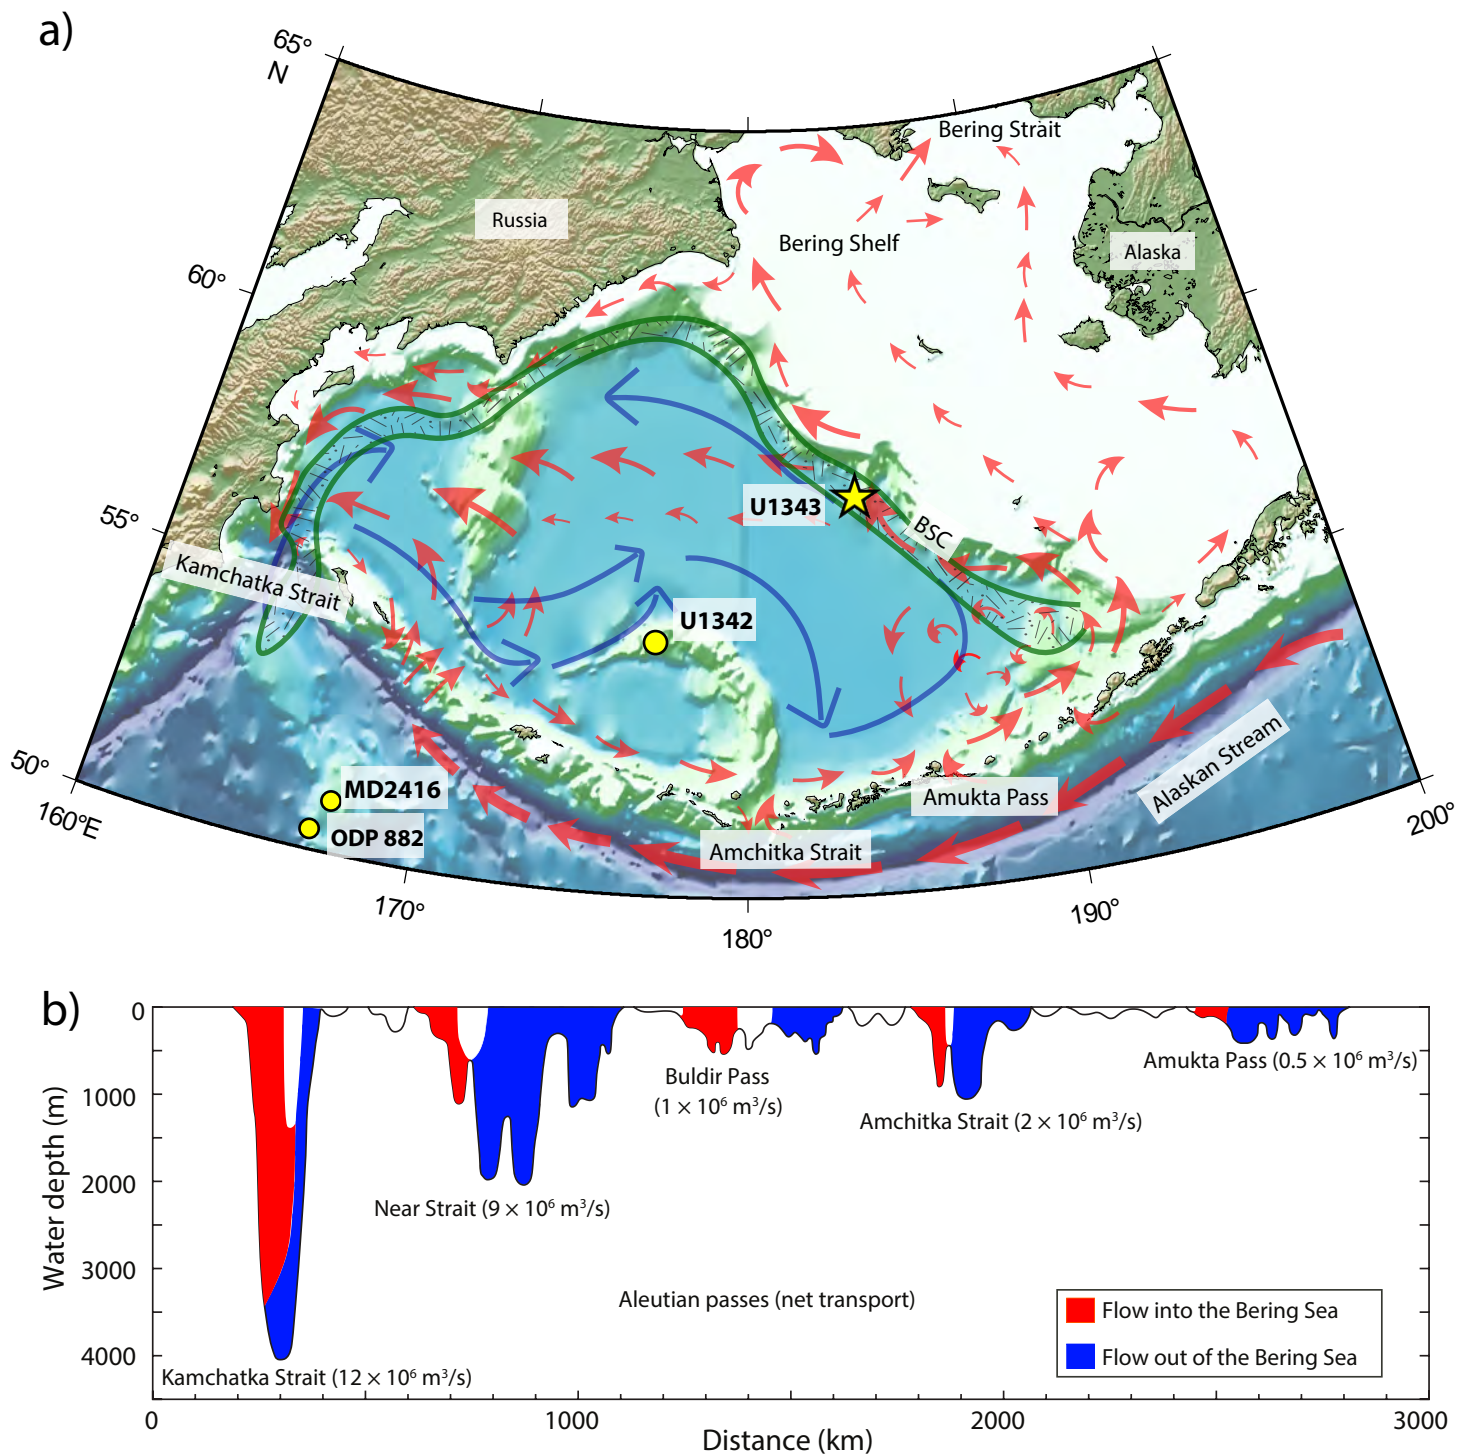 a)
65°
N
Bering Strait
Russia
Bering Shelf
Alaska
60°
U1343
BSC
55°
Kamchatka Strait
U1342
50°
160°E
MD2416
ODP 882
Amukta Pass
Alaskan Stream
Amchitka Strait
200°
170°
190°
180°
b)
0
1000
2000
3000
4000
Water depth (m)
Buldir Pass
(1 × 10⁶ m³/s)
Amukta Pass (0.5 × 10⁶ m³/s)
Amchitka Strait (2 × 10⁶ m³/s)
Near Strait (9 × 10⁶ m³/s)
Aleutian passes (net transport)
Flow into the Bering Sea
Flow out of the Bering Sea
Kamchatka Strait (12 × 10⁶ m³/s)
0
1000
2000
3000
Distance (km)